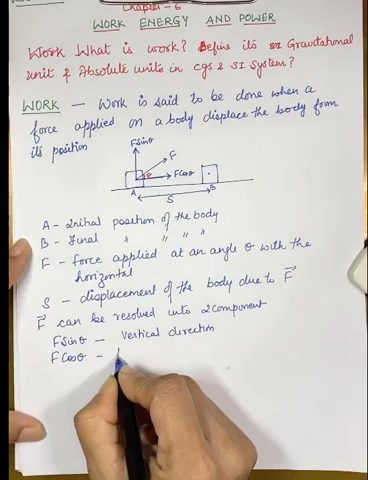 Chapter - 6
WORK ENERGY AND POWER
Work What is work? Define its SI Gravitational
unit & Absolute units in cgs & SI System?
WORK — Work is said to be done when a
force applied on a body displace the body from
its position
FSinθ
F
θ
FCosθ
A
B
S
A - Initial position of the body
B - Final " " " "
F - force applied at an angle θ with the
horizontal
S - displacement of the body due to F⃗
F⃗ can be resolved into 2 component
FSinθ — Vertical direction
FCosθ -